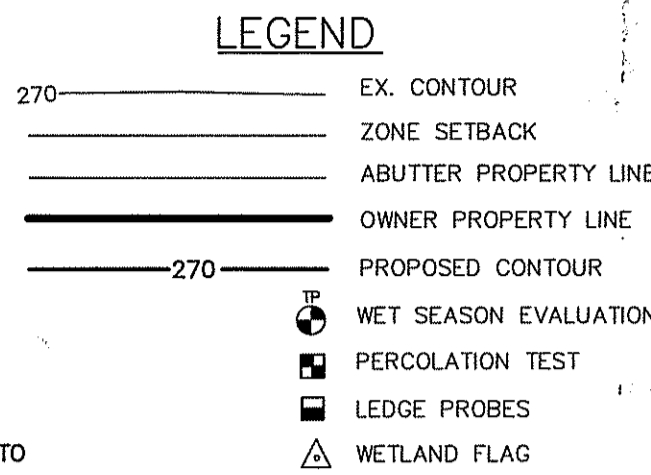 LEGEND
270 EX. CONTOUR
ZONE SETBACK
ABUTTER PROPERTY LINE
OWNER PROPERTY LINE
270 PROPOSED CONTOUR
TP WET SEASON EVALUATION
PERCOLATION TEST
LEDGE PROBES
TO WETLAND FLAG